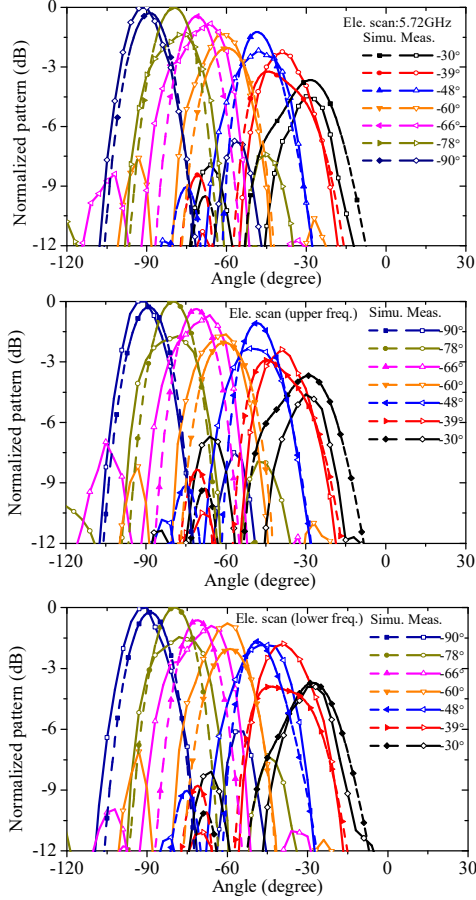 Ele. scan:5.72GHz
Simu. Meas.
-30°
-39°
-48°
-60°
-66°
-78°
-90°
Normalized pattern (dB)
0
-3
-6
-9
-12
-120 -90 -60 -30 0 30
Angle (degree)
Ele. scan (upper freq.) Simu. Meas.
-90°
-78°
-66°
-60°
-48°
-39°
-30°
Normalized pattern (dB)
0
-3
-6
-9
-12
-120 -90 -60 -30 0 30
Angle (degree)
Ele. scan (lower freq.) Simu. Meas.
-90°
-78°
-66°
-60°
-48°
-39°
-30°
Normalized pattern (dB)
0
-3
-6
-9
-12
-120 -90 -60 -30 0 30
Angle (degree)